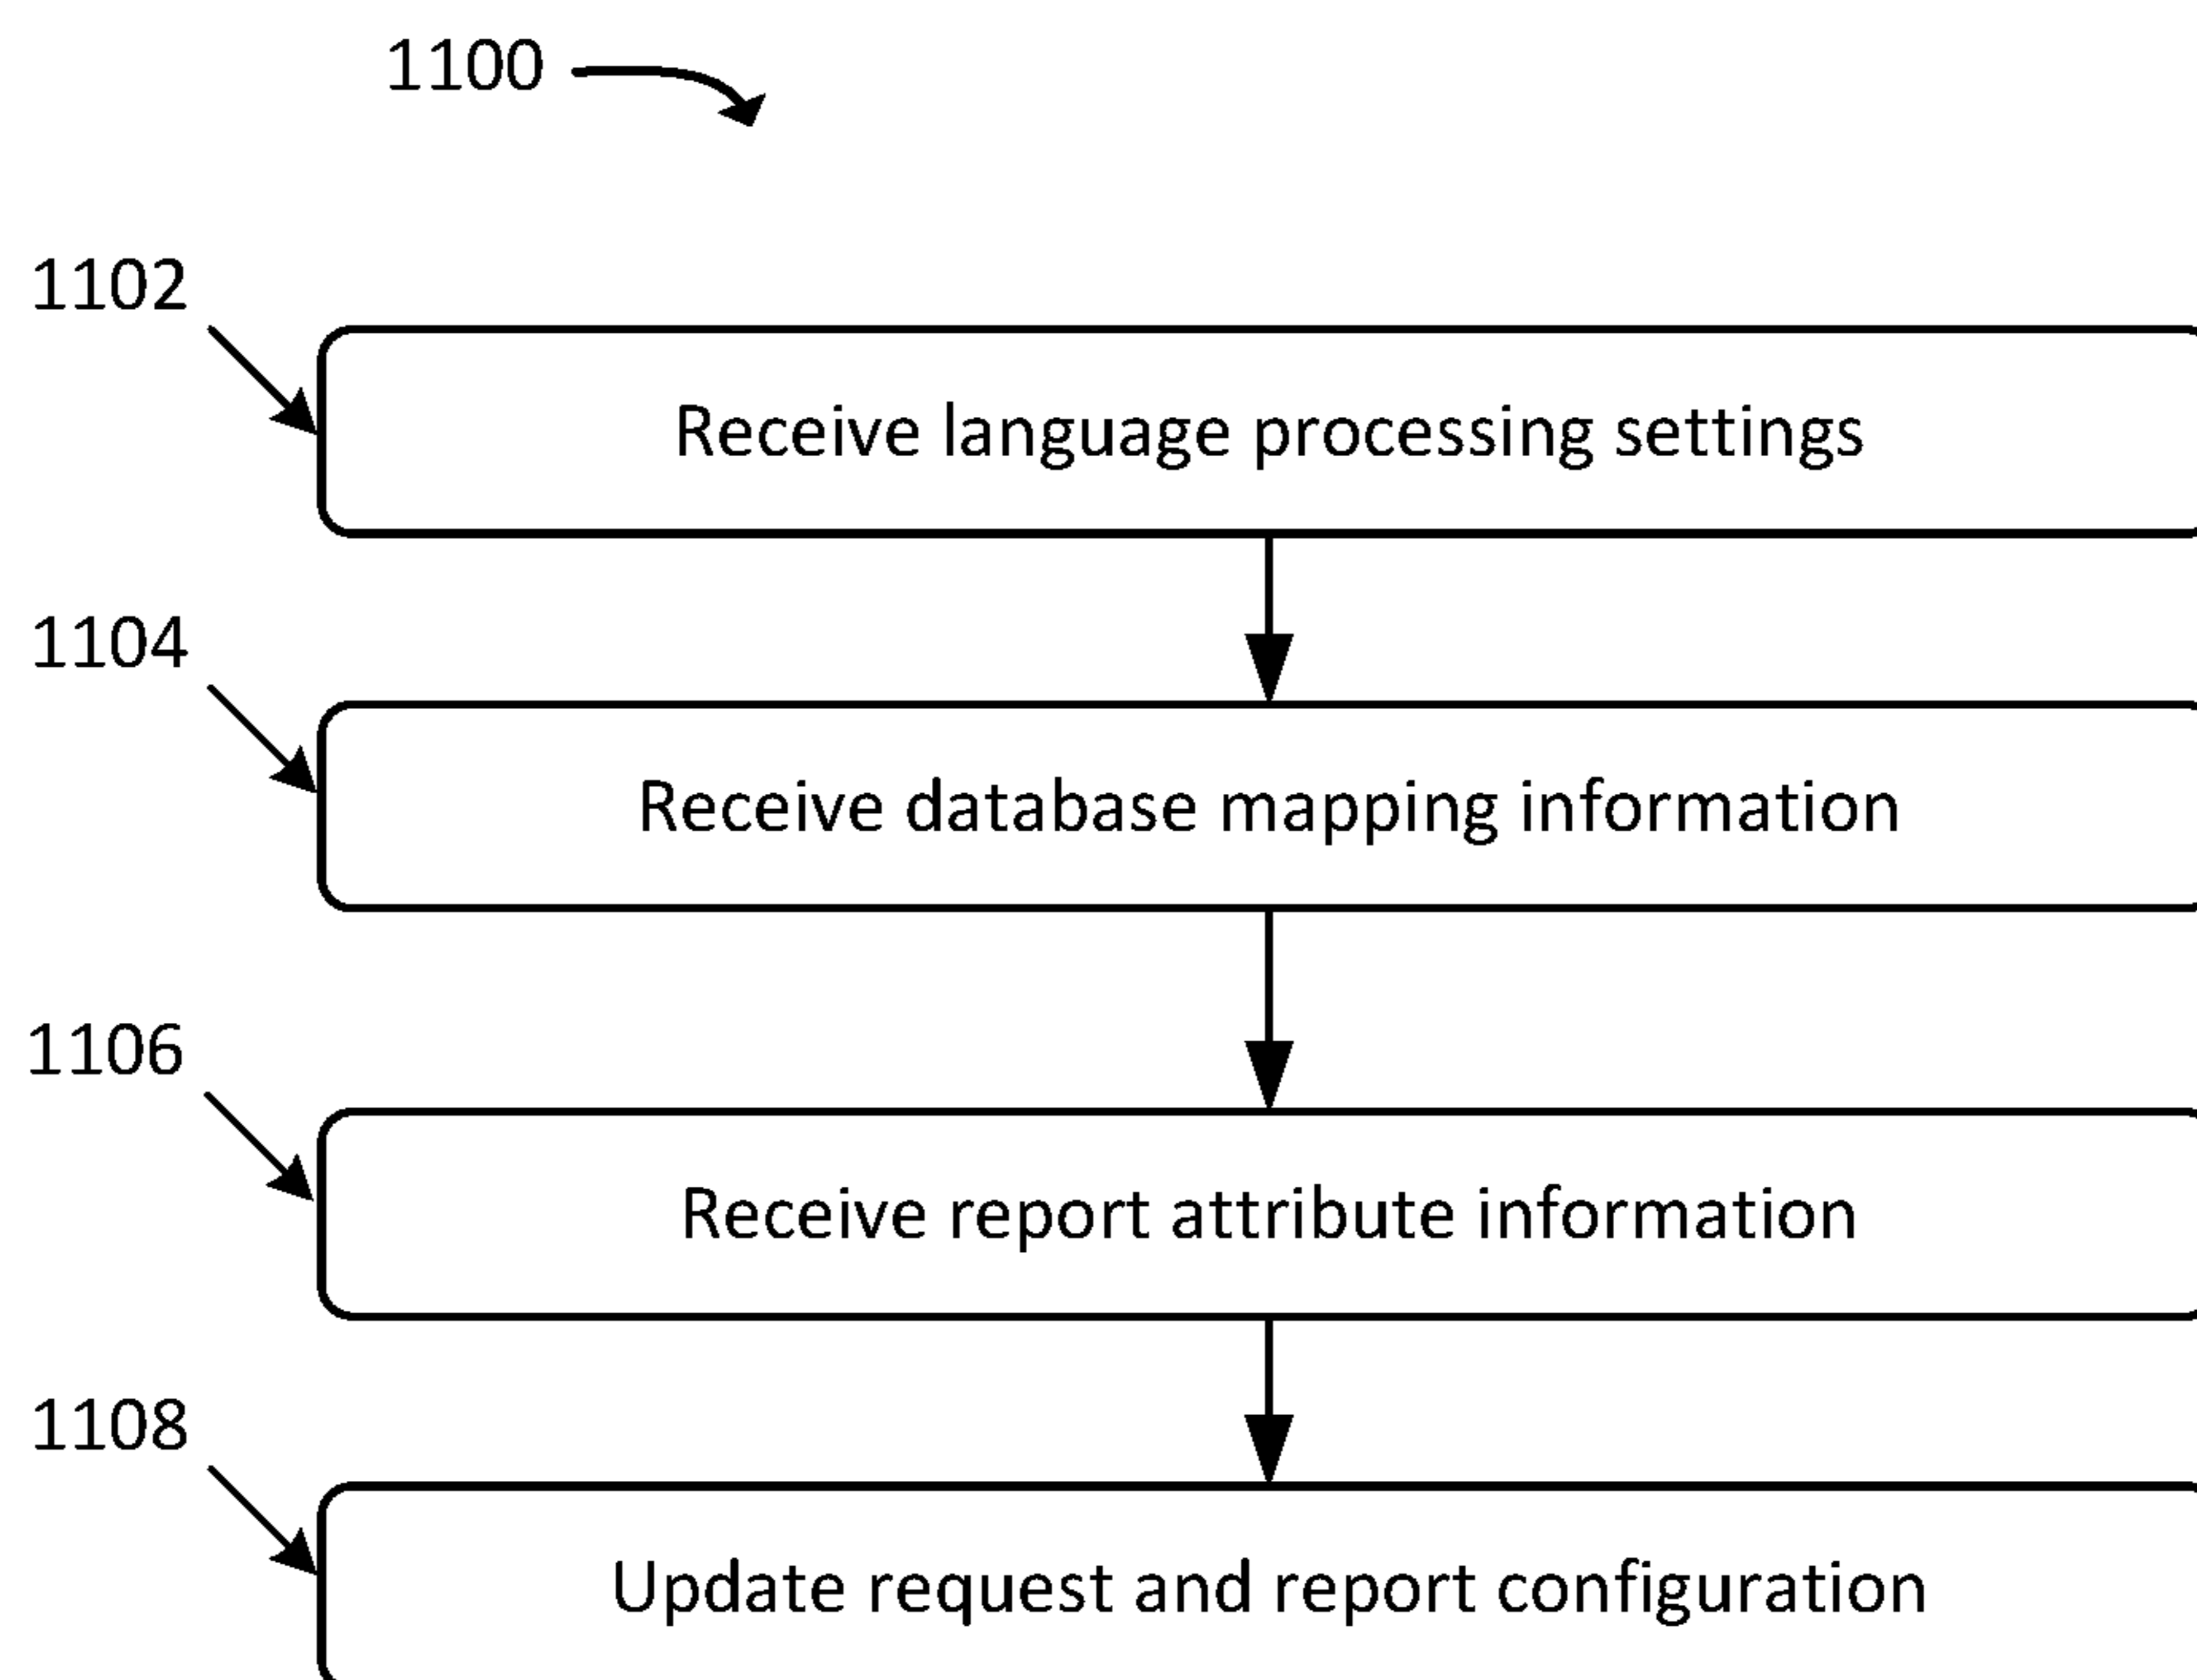 1100
1102
Receive language processing settings
1104
Receive database mapping information
1106
Receive report attribute information
1108
Update request and report configuration